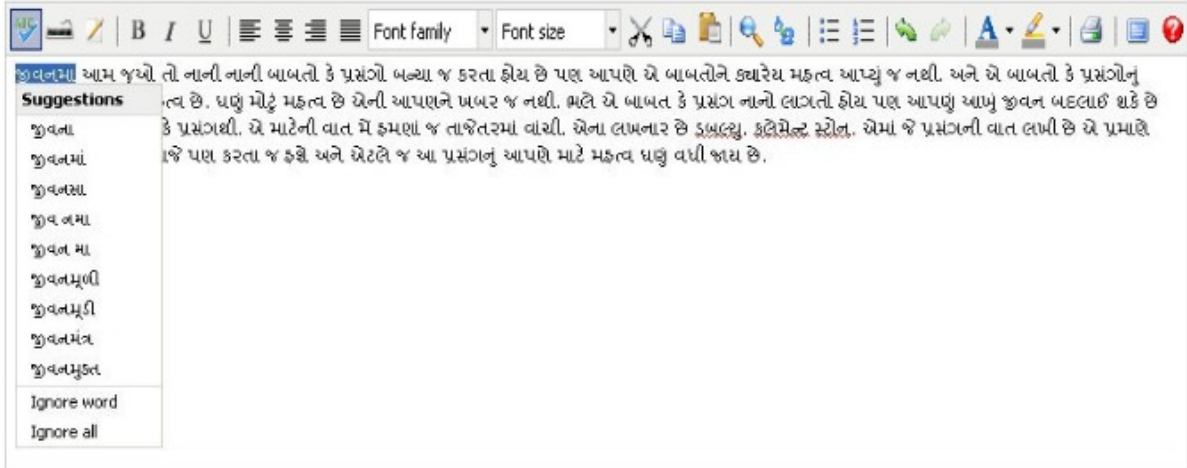 ABC B I U Font family Font size A
જીવનમા આમ જુઓ તો નાની નાની બાબતો કે પ્રસંગો બન્યા જ કરતા હોય છે પણ આપણે એ બાબતોને ક્યારેય મહત્વ આપ્યું જ નથી. અને એ બાબતો કે પ્રસંગોનું
Suggestions
ત્વ છે. ઘણું મોટું મહત્વ છે એની આપણને ખબર જ નથી. ભલે એ બાબત કે પ્રસંગ નાનો લાગતો હોય પણ આપણું આખું જીવન બદલાઈ શકે છે
જીવના
કે પ્રસંગથી. એ માટેની વાત મેં હમણાં જ તાજેતરમાં વાંચી. એના લખનાર છે ડબલ્યુ. કલેમેન્ટ સ્ટોન. એમાં જે પ્રસંગની વાત લખી છે એ પ્રમાણે
જીવનમાં
જે પણ કરતા જ હશે અને એટલે જ આ પ્રસંગનું આપણે માટે મહત્વ ઘણું વધી જાય છે.
જીવનસા
જીવ નમા
જીવન મા
જીવનમૂળી
જીવનમૂડી
જીવનમંત્ર
જીવનમુક્ત
Ignore word
Ignore all